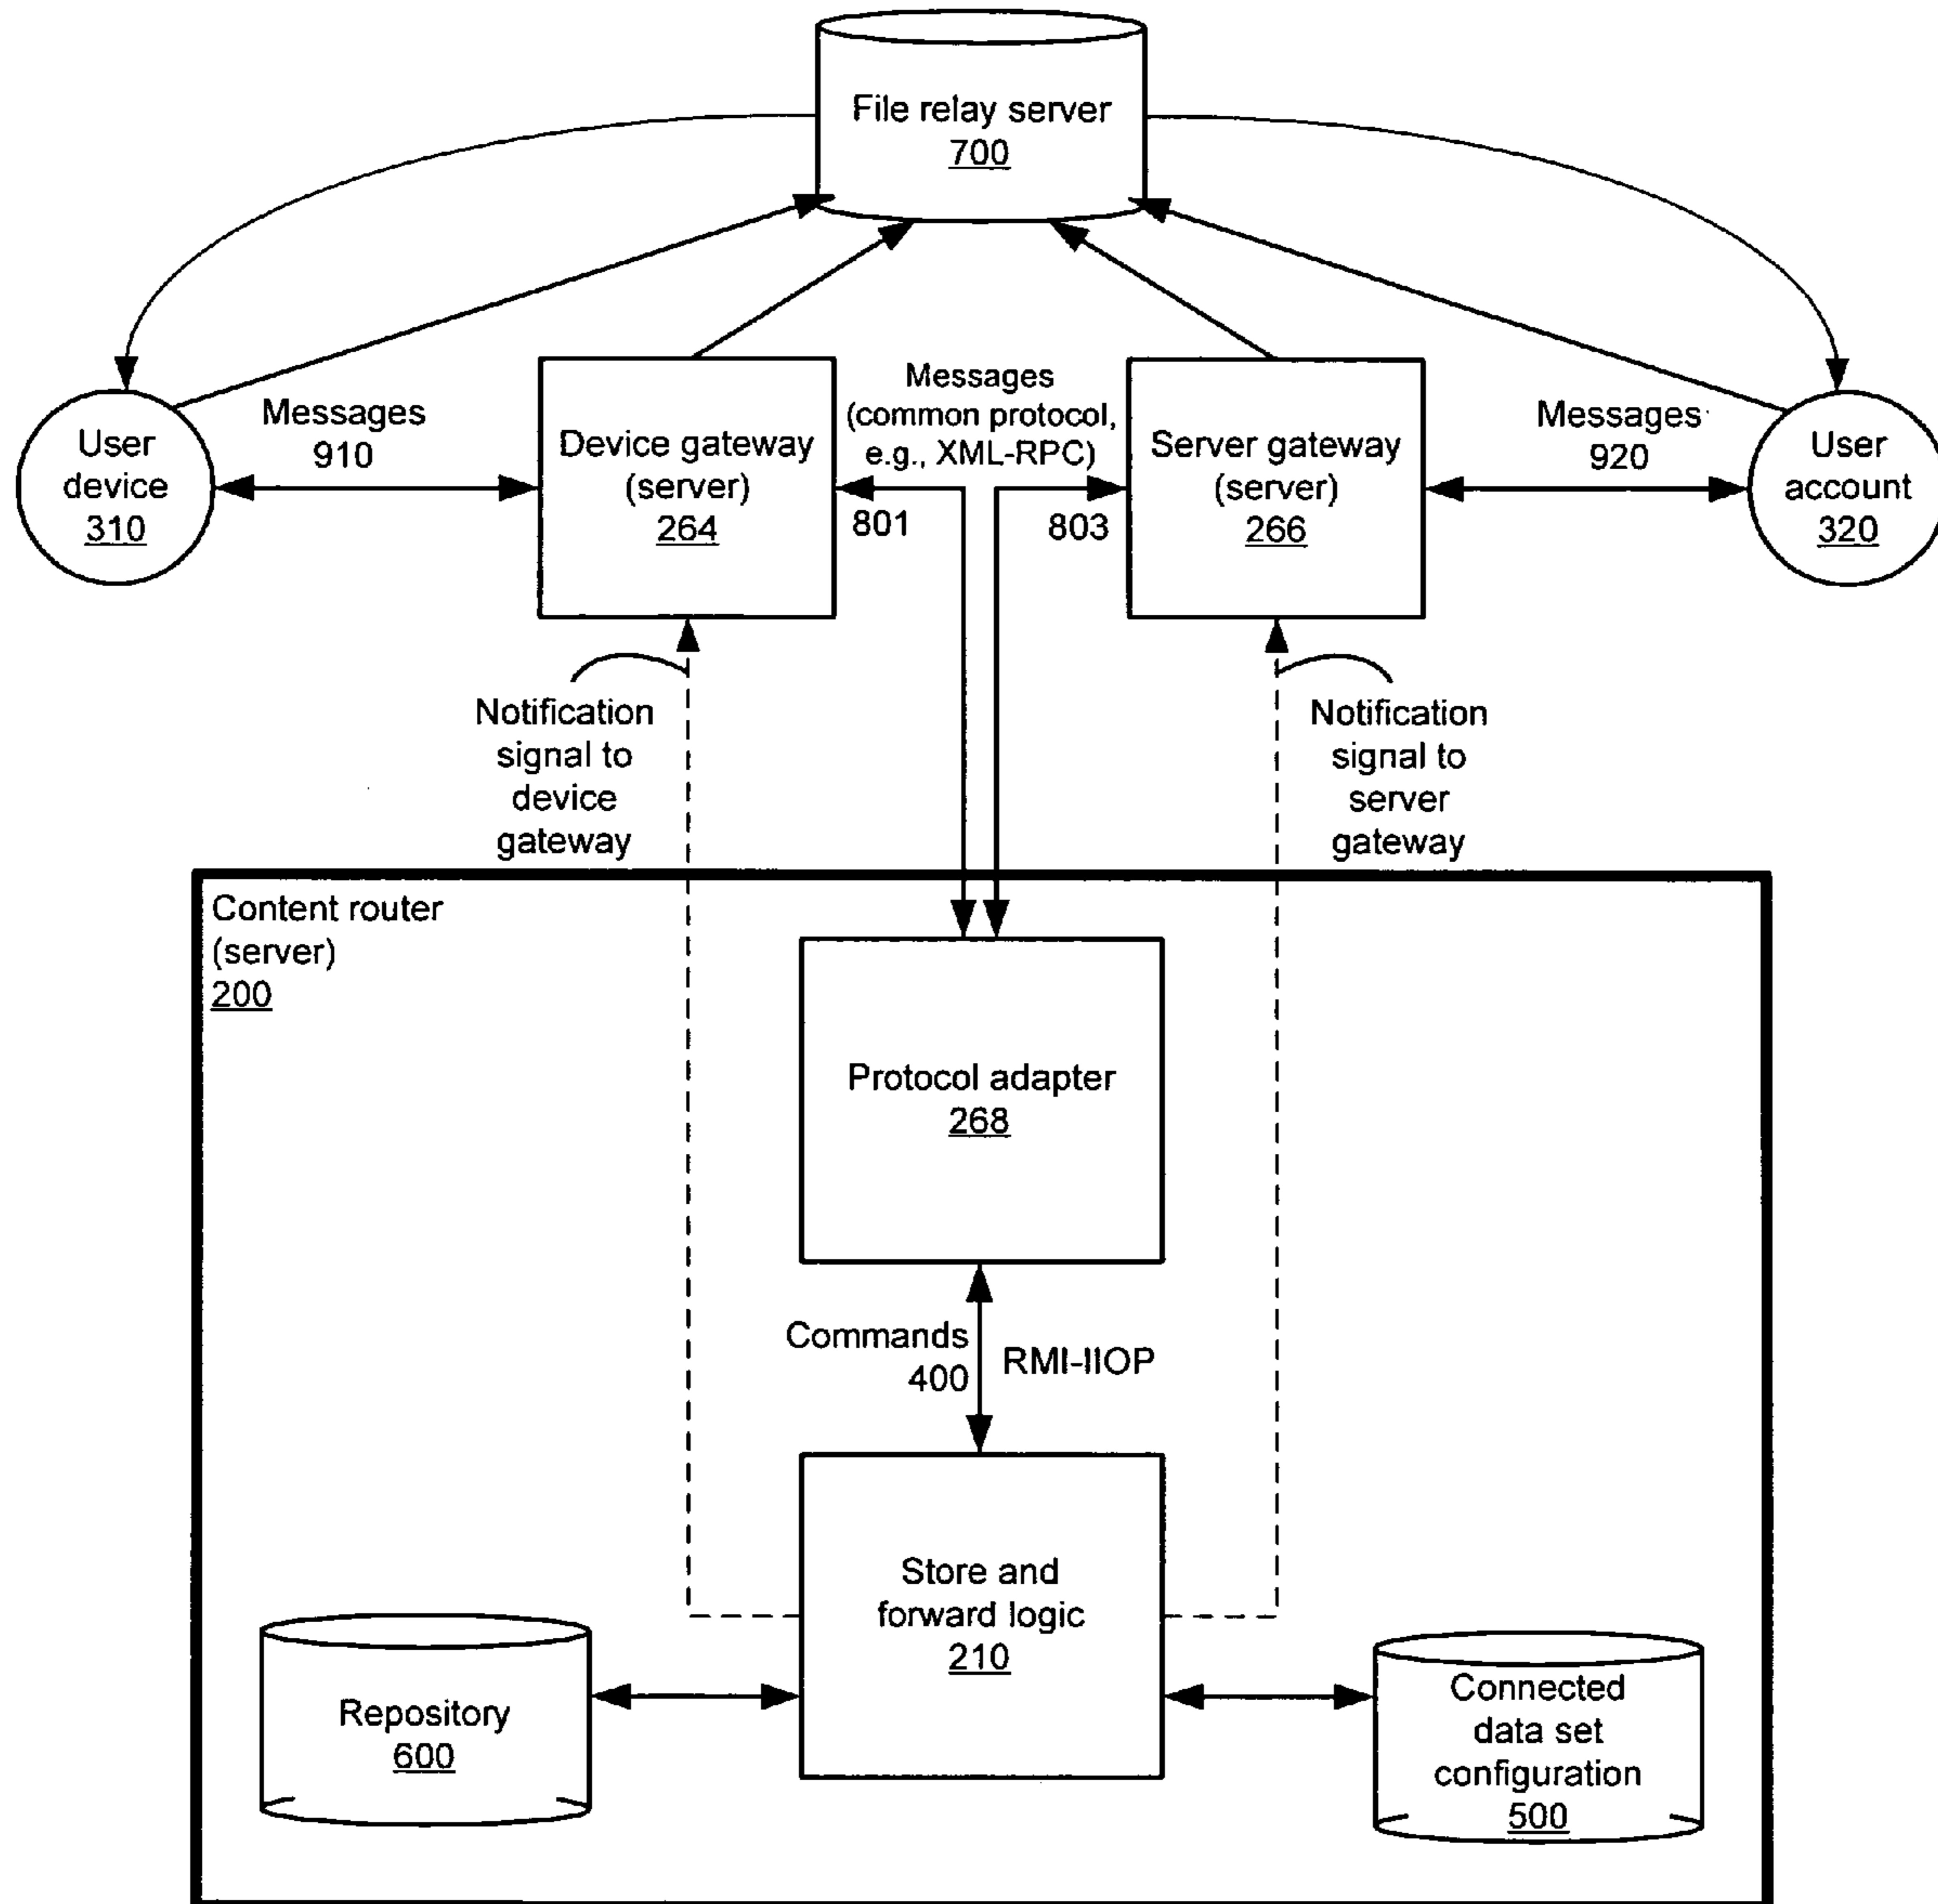 File relay server
700
User
device
310
Messages
910
Device gateway
(server)
264
Messages
(common protocol,
e.g., XML-RPC)
801
803
Server gateway
(server)
266
Messages
920
User
account
320
Notification
signal to
device
gateway
Notification
signal to
server
gateway
Content router
(server)
200
Protocol adapter
268
Commands
400
RMI-IIOP
Store and
forward logic
210
Repository
600
Connected
data set
configuration
500